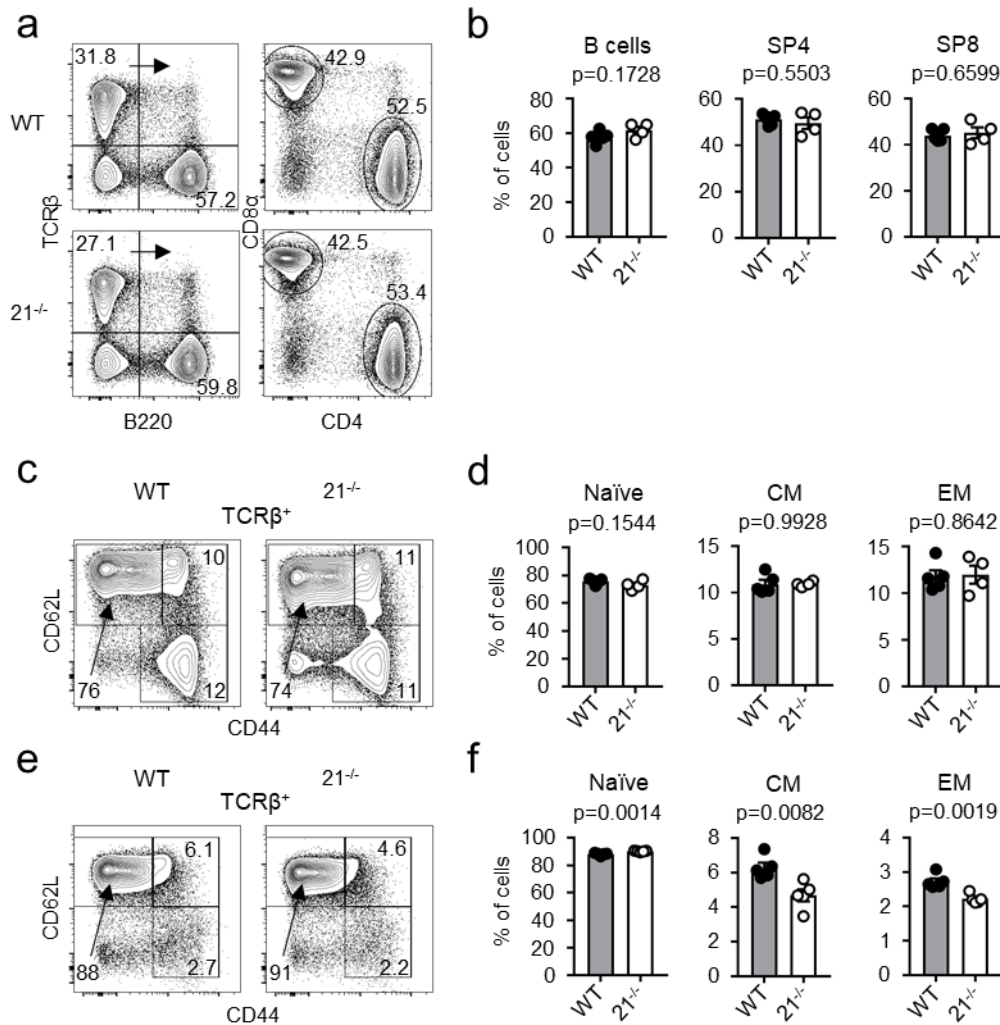 a
31.8
42.9
52.5
WT
57.2
TCRβ
CD8α
27.1
42.5
53.4
21-/-
59.8
B220
CD4
b
B cells
SP4
SP8
p=0.1728
p=0.5503
p=0.6599
% of cells
80
60
40
20
0
60
40
20
0
60
40
20
0
WT
21-/-
WT
21-/-
WT
21-/-
c
WT
21-/-
TCRβ+
10
11
CD62L
76
12
74
11
CD44
d
Naïve
CM
EM
p=0.1544
p=0.9928
p=0.8642
% of cells
100
80
60
40
20
0
15
10
5
0
15
10
5
0
WT
21-/-
WT
21-/-
WT
21-/-
e
WT
21-/-
TCRβ+
6.1
4.6
CD62L
88
2.7
91
2.2
CD44
f
Naïve
CM
EM
p=0.0014
p=0.0082
p=0.0019
% of cells
100
80
60
40
20
0
8
6
4
2
0
4
3
2
1
0
WT
21-/-
WT
21-/-
WT
21-/-